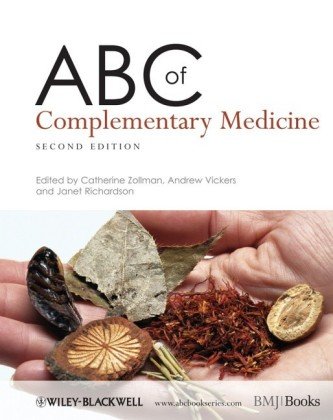 ABC of
Complementary Medicine
SECOND EDITION
Edited by Catherine Zollman, Andrew Vickers
and Janet Richardson
WILEY-BLACKWELL www.abcbookseries.com BMJ|Books